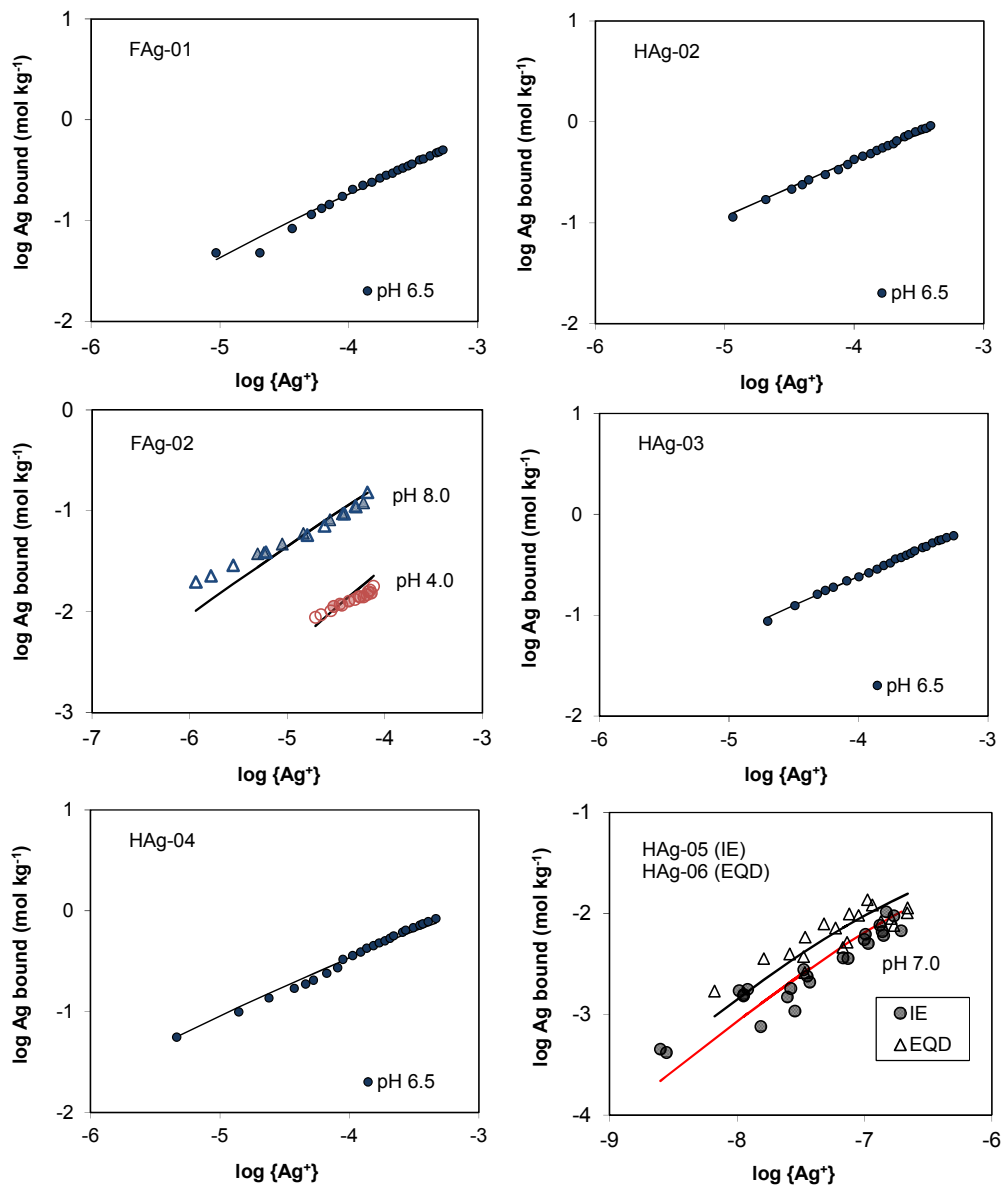 log Ag bound (mol kg-1)
1
0
-1
-2
FAg-01
pH 6.5
-6
-5
-4
-3
log {Ag+}
log Ag bound (mol kg-1)
1
0
-1
-2
HAg-02
pH 6.5
-6
-5
-4
-3
log {Ag+}
log Ag bound (mol kg-1)
0
-1
-2
-3
FAg-02
pH 8.0
pH 4.0
-7
-6
-5
-4
-3
log {Ag+}
log Ag bound (mol kg-1)
1
0
-1
-2
HAg-03
pH 6.5
-6
-5
-4
-3
log {Ag+}
log Ag bound (mol kg-1)
1
0
-1
-2
HAg-04
pH 6.5
-6
-5
-4
-3
log {Ag+}
log Ag bound (mol kg-1)
-1
-2
-3
-4
HAg-05 (IE)
HAg-06 (EQD)
pH 7.0
IE
EQD
-9
-8
-7
-6
log {Ag+}